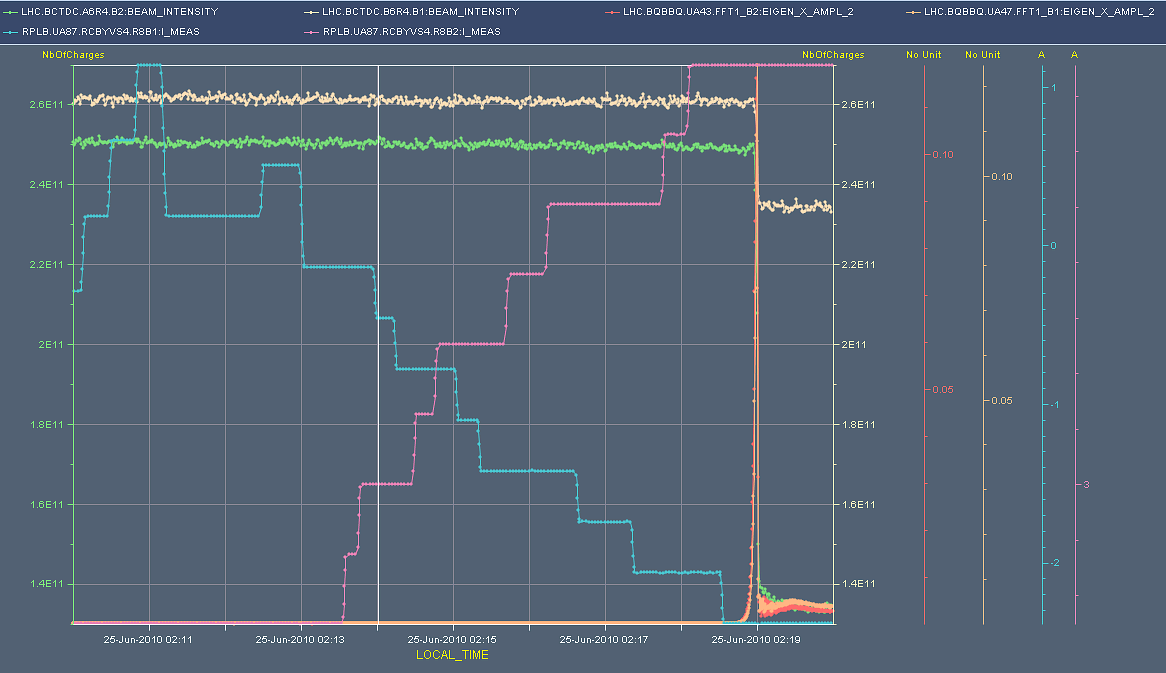 LHC.BCTDC.A6R4.B2:BEAM_INTENSITY LHC.BCTDC.B6R4.B1:BEAM_INTENSITY LHC.BQBBQ.UA43.FFT1_B2:EIGEN_X_AMPL_2 LHC.BQBBQ.UA47.FFT1_B1:EIGEN_X_AMPL_2
RPLB.UA87.RCBYVS4.R8B1:I_MEAS RPLB.UA87.RCBYVS4.R8B2:I_MEAS
NbOfCharges NbOfCharges No Unit No Unit A A
1
2.6E11 2.6E11
0.10
0.10
2.4E11 2.4E11
0
2.2E11 2.2E11
2E11 2E11
0.05
0.05
-1
1.8E11 1.8E11
3
1.6E11 1.6E11
-2
1.4E11 1.4E11
25-Jun-2010 02:11 25-Jun-2010 02:13 25-Jun-2010 02:15 25-Jun-2010 02:17 25-Jun-2010 02:19
LOCAL_TIME